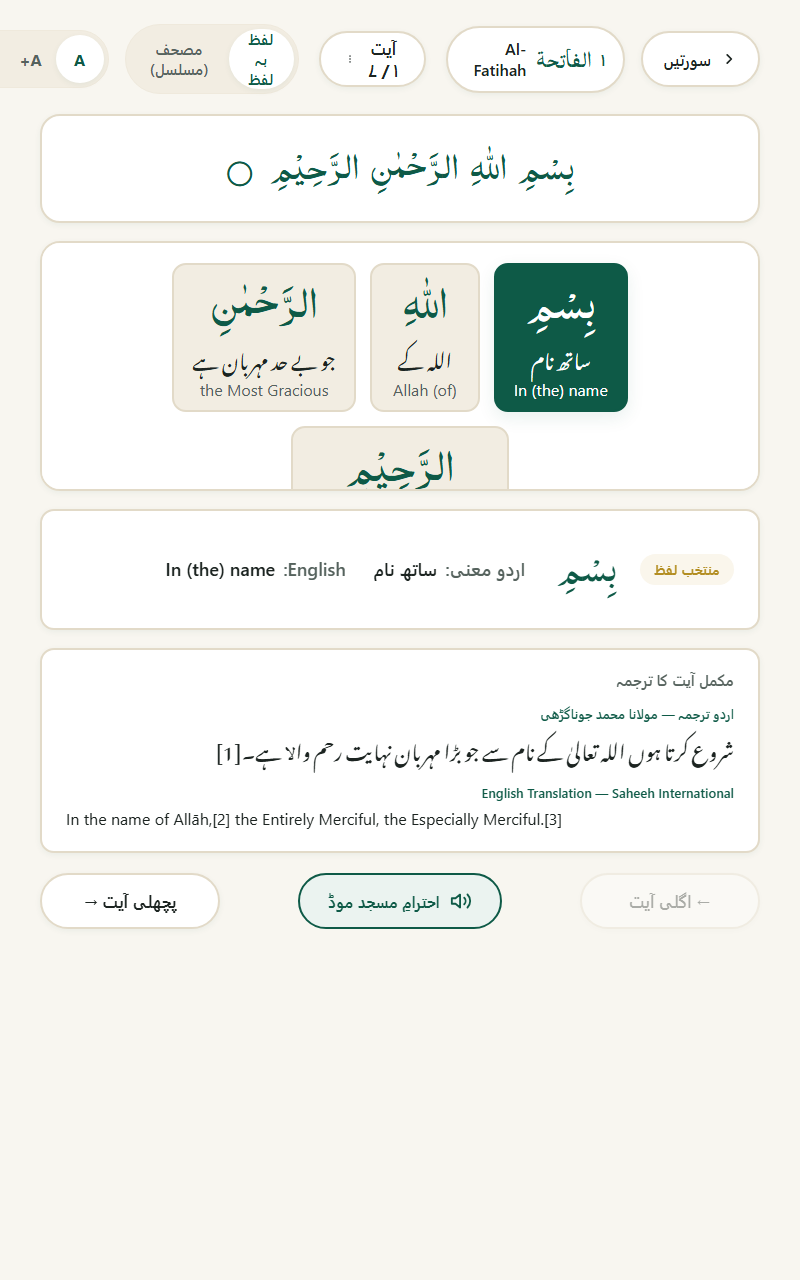 سورتیں
١ الفَاتحة Al-Fatihah
آیت ١ / ٧
لفظ بہ لفظ
مصحف (مسلسل)
A
A+
بِسْمِ اللّٰهِ الرَّحْمٰنِ الرَّحِيْمِ ○
بِسْمِ
ساتھ نام
In (the) name
اللّٰهِ
اللہ کے
Allah (of)
الرَّحْمٰنِ
جو بے حد مہربان ہے
the Most Gracious
الرَّحِيْمِ
منتخب لفظ
بِسْمِ
اردو معنی: ساتھ نام
English: In (the) name
مکمل آیت کا ترجمہ
اردو ترجمہ — مولانا محمد جوناگڑھی
شروع کرتا ہوں اللہ تعالیٰ کے نام سے جو بڑا مہربان نہایت رحم والا ہے۔[1]
English Translation — Saheeh International
In the name of Allāh,[2] the Entirely Merciful, the Especially Merciful.[3]
← اگلی آیت
احترامِ مسجد موڈ
پچھلی آیت →